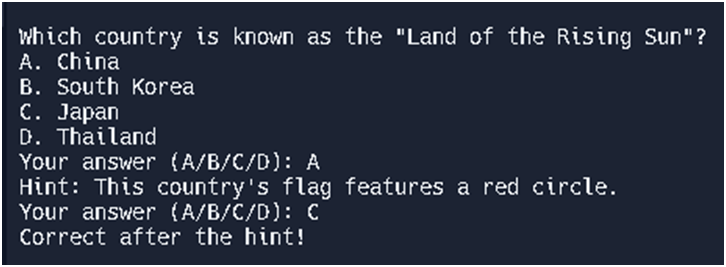 Which country is known as the "Land of the Rising Sun"?
A. China
B. South Korea
C. Japan
D. Thailand
Your answer (A/B/C/D): A
Hint: This country's flag features a red circle.
Your answer (A/B/C/D): C
Correct after the hint!